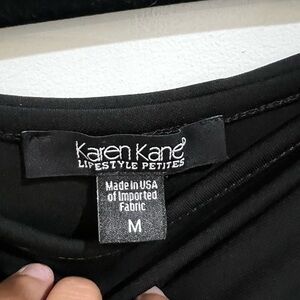 Karen Kane
LIFESTYLE PETITES
Made in USA
of Imported
Fabric
M